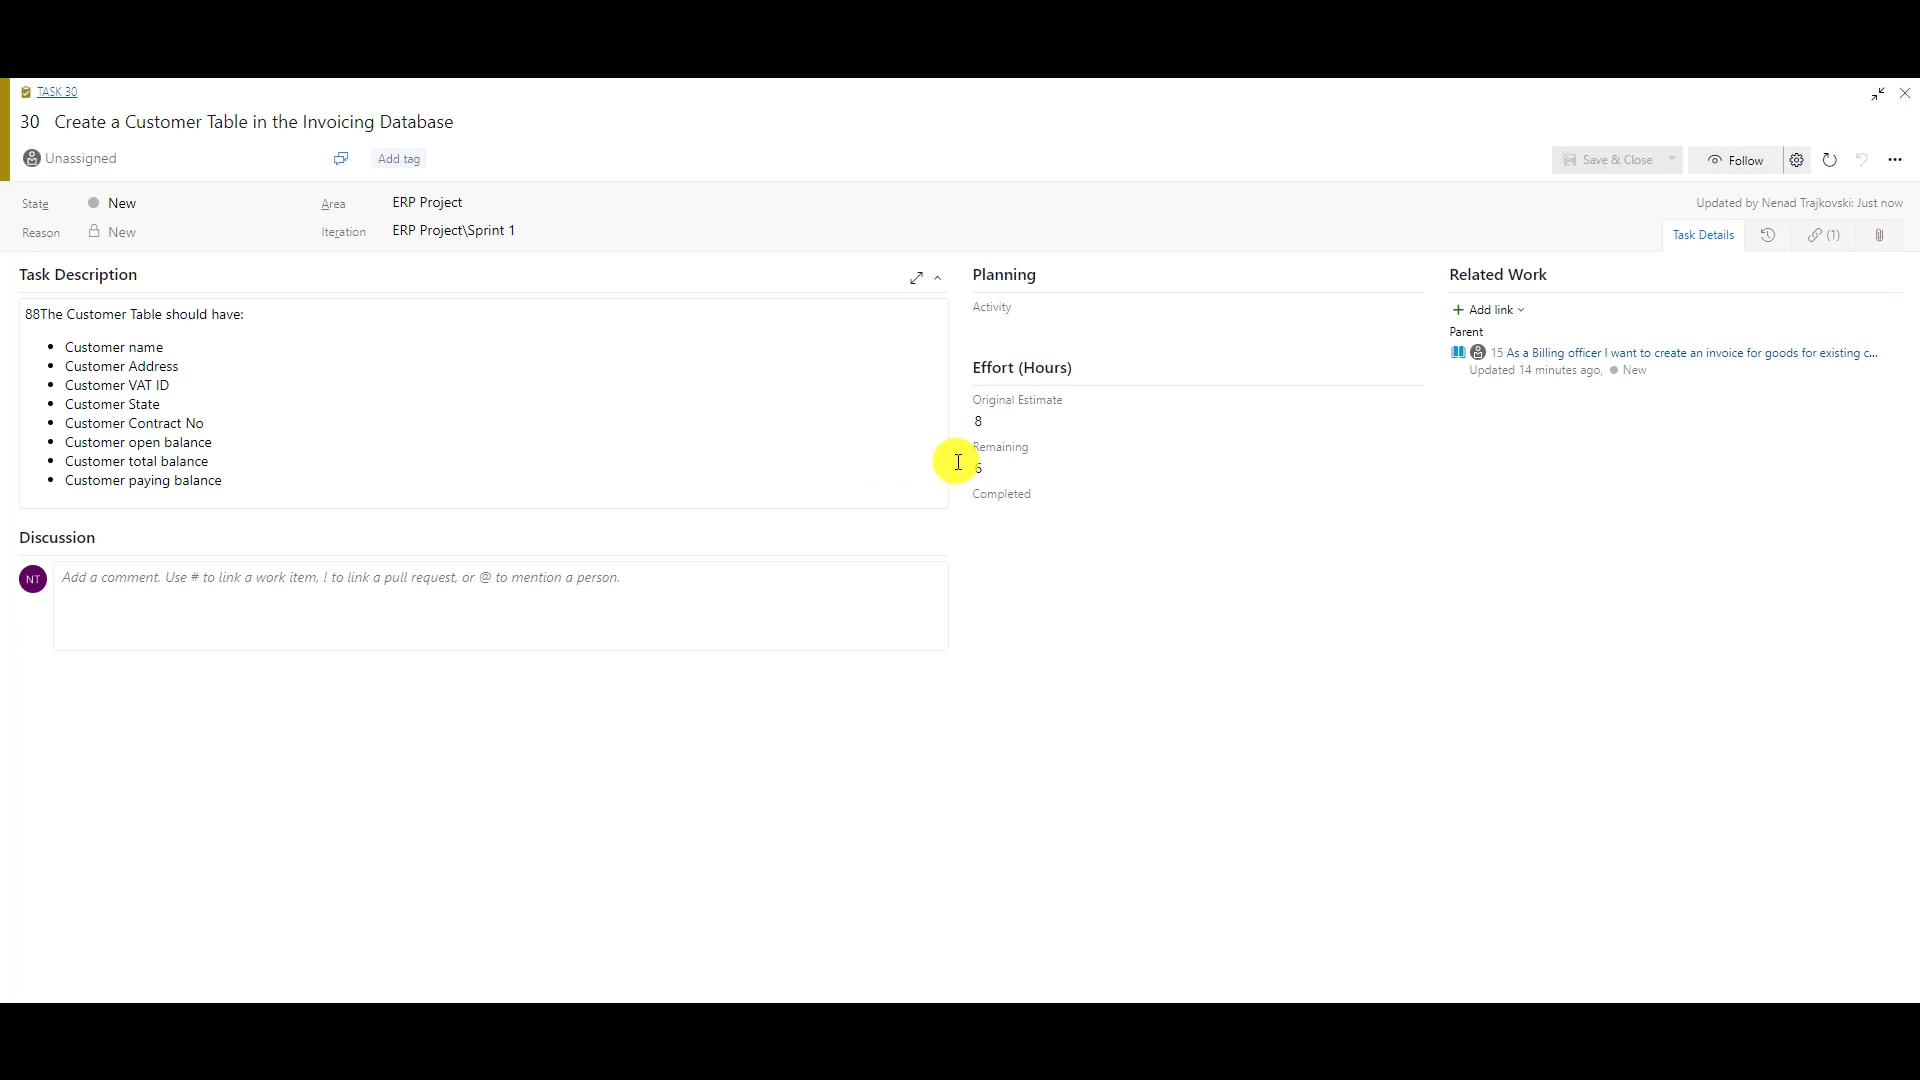 TASK 30
30 Create a Customer Table in the Invoicing Database
Unassigned
Add tag
Save & Close
Follow
State New
Area ERP Project
Updated by Nenad Trajkovski: Just now
Reason New
Iteration ERP Project\Sprint 1
Task Details
(1)
Task Description
88The Customer Table should have:
• Customer name
• Customer Address
• Customer VAT ID
• Customer State
• Customer Contract No
• Customer open balance
• Customer total balance
• Customer paying balance
Discussion
NT
Add a comment. Use # to link a work item, ! to link a pull request, or @ to mention a person.
Planning
Activity
Effort (Hours)
Original Estimate
8
Remaining
6
Completed
Related Work
Add link
Parent
15 As a Billing officer I want to create an invoice for goods for existing c...
Updated 14 minutes ago, New